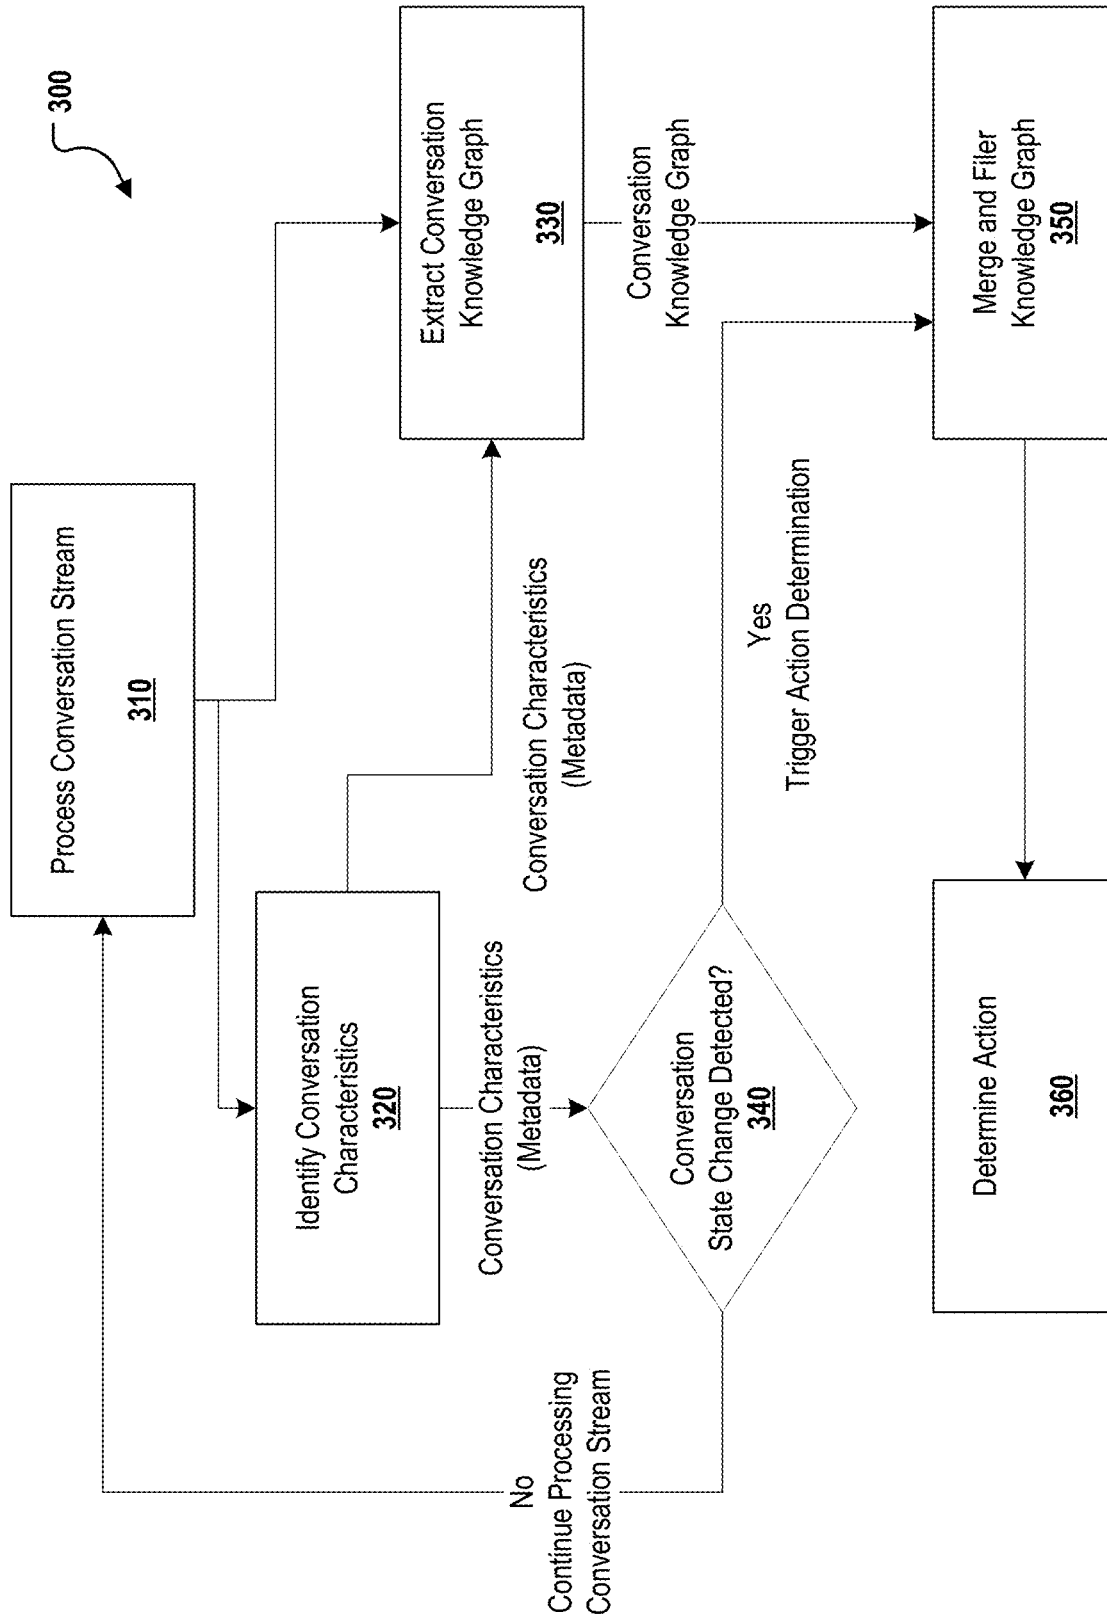 300
Process Conversation Stream
310
Identify Conversation
Characteristics
320
Extract Conversation
Knowledge Graph
330
Conversation Characteristics
(Metadata)
Conversation Characteristics
(Metadata)
Conversation
Knowledge Graph
No
Continue Processing
Conversation Stream
Conversation
State Change Detected?
340
Yes
Trigger Action Determination
Determine Action
360
Merge and Filer
Knowledge Graph
350